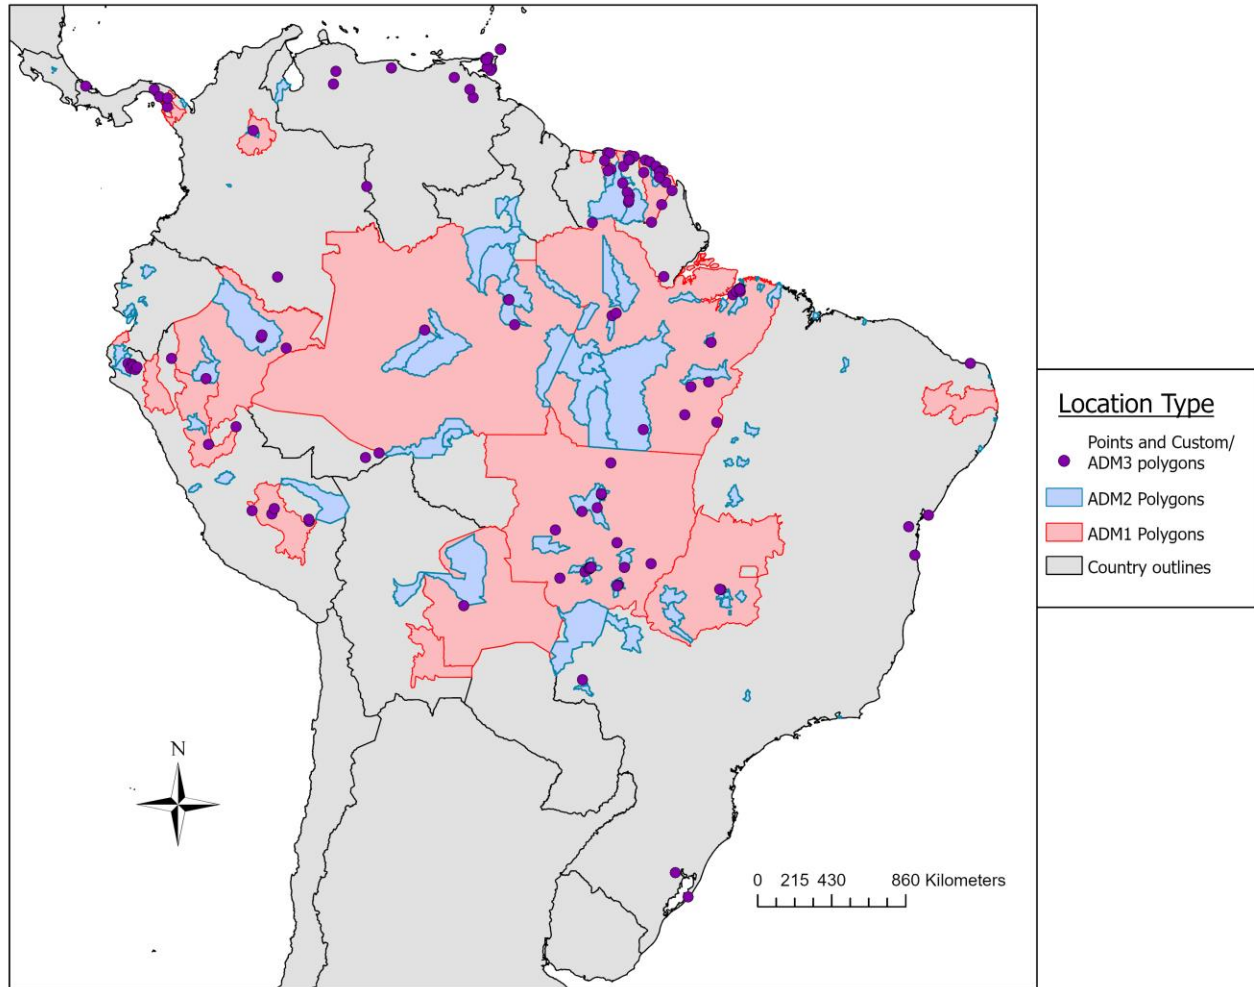 Location Type
Points and Custom/
ADM3 polygons
ADM2 Polygons
ADM1 Polygons
Country outlines
N
0 215 430 860 Kilometers